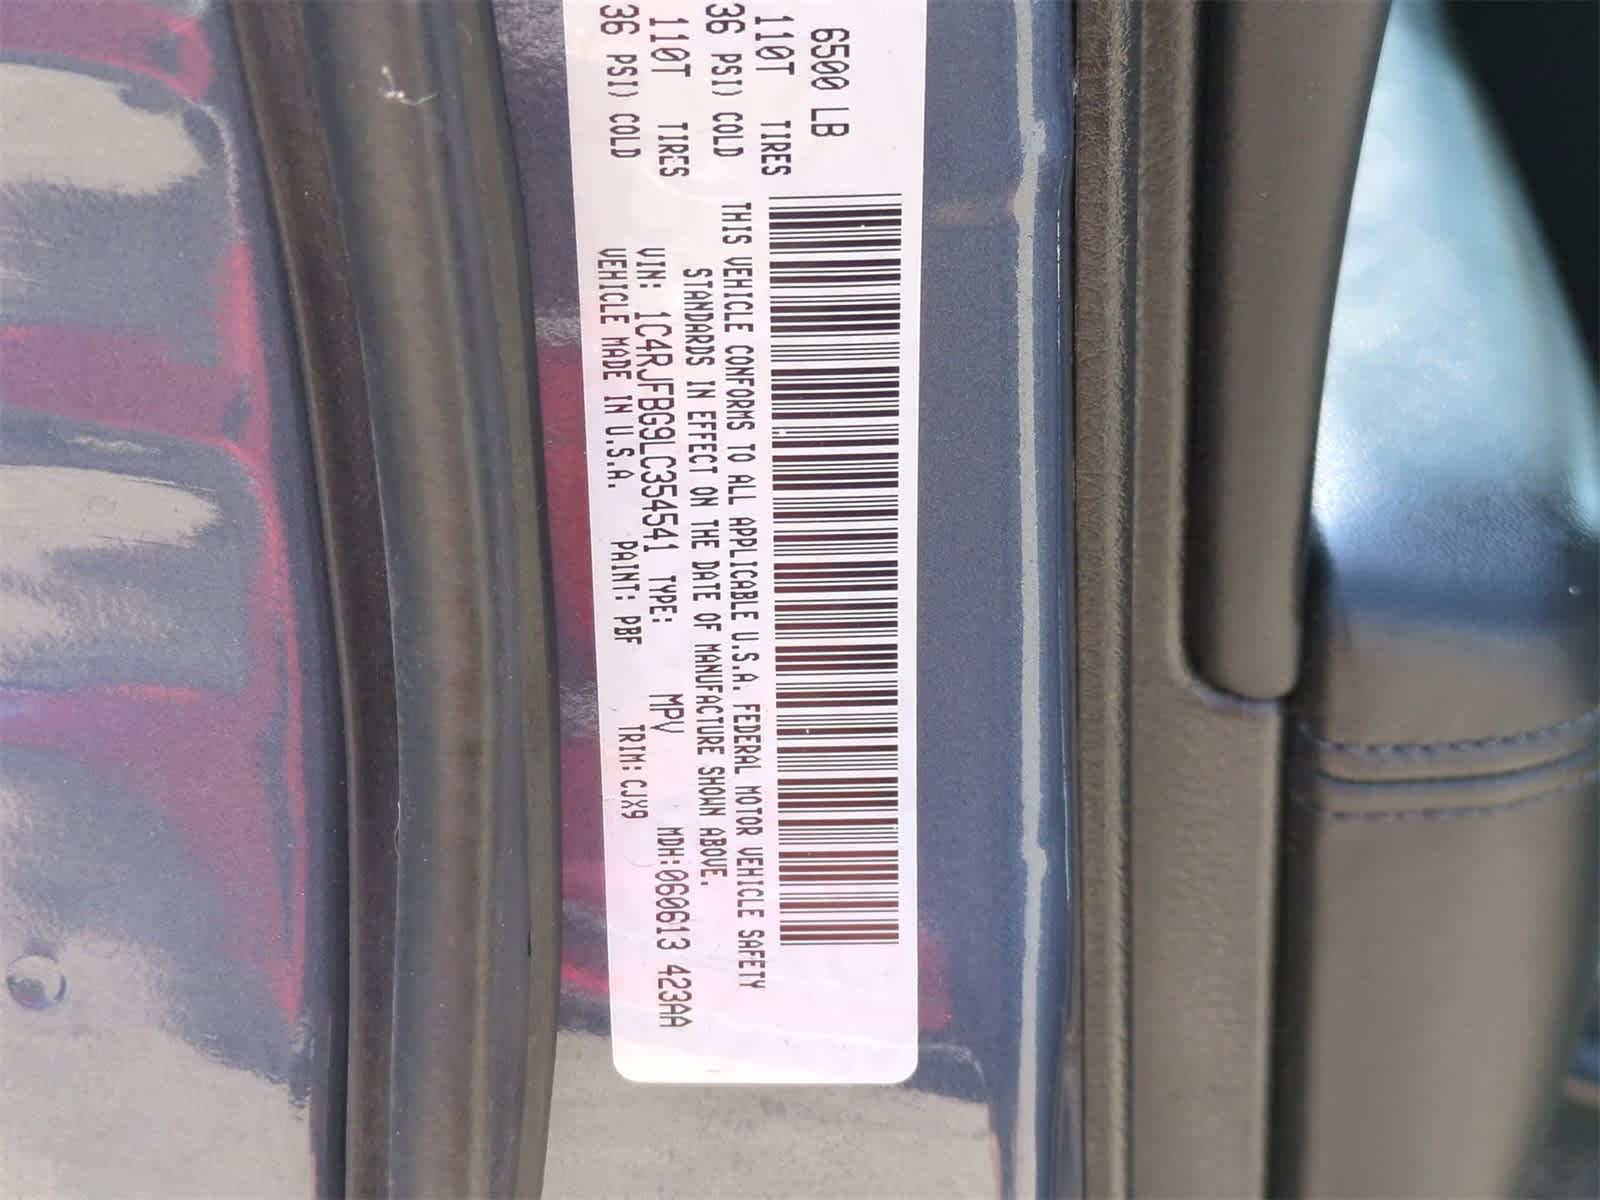 6500 LB
110T TIRES
36 PSI) COLD
110T TIRES
36 PSI) COLD
THIS VEHICLE CONFORMS TO ALL APPLICABLE U.S.A. FEDERAL MOTOR VEHICLE SAFETY
STANDARDS IN EFFECT ON THE DATE OF MANUFACTURE SHOWN ABOVE.
VIN: 1C4RJFBG9LC354541 TYPE: MPV MDH:060613 423AA
VEHICLE MADE IN U.S.A. PAINT: PBF TRIM: CJX9